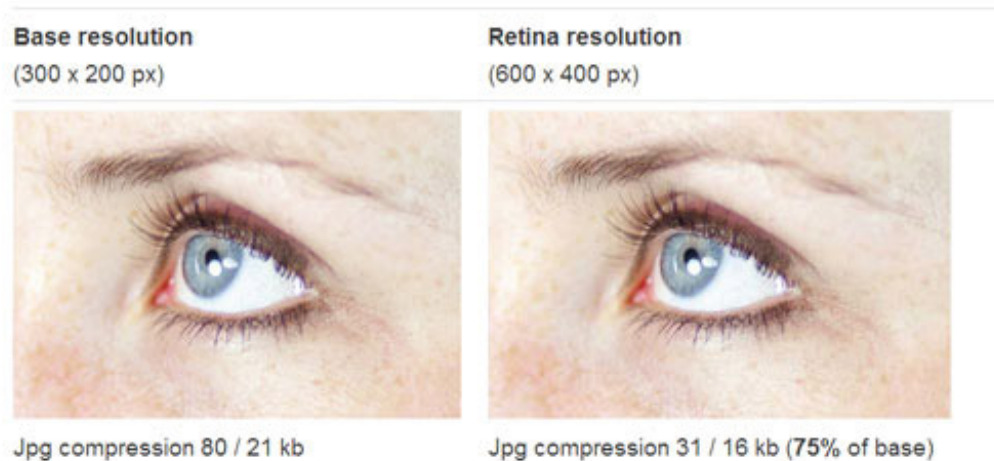 Base resolution
(300 x 200 px)
Retina resolution
(600 x 400 px)
Jpg compression 80 / 21 kb
Jpg compression 31 / 16 kb (75% of base)